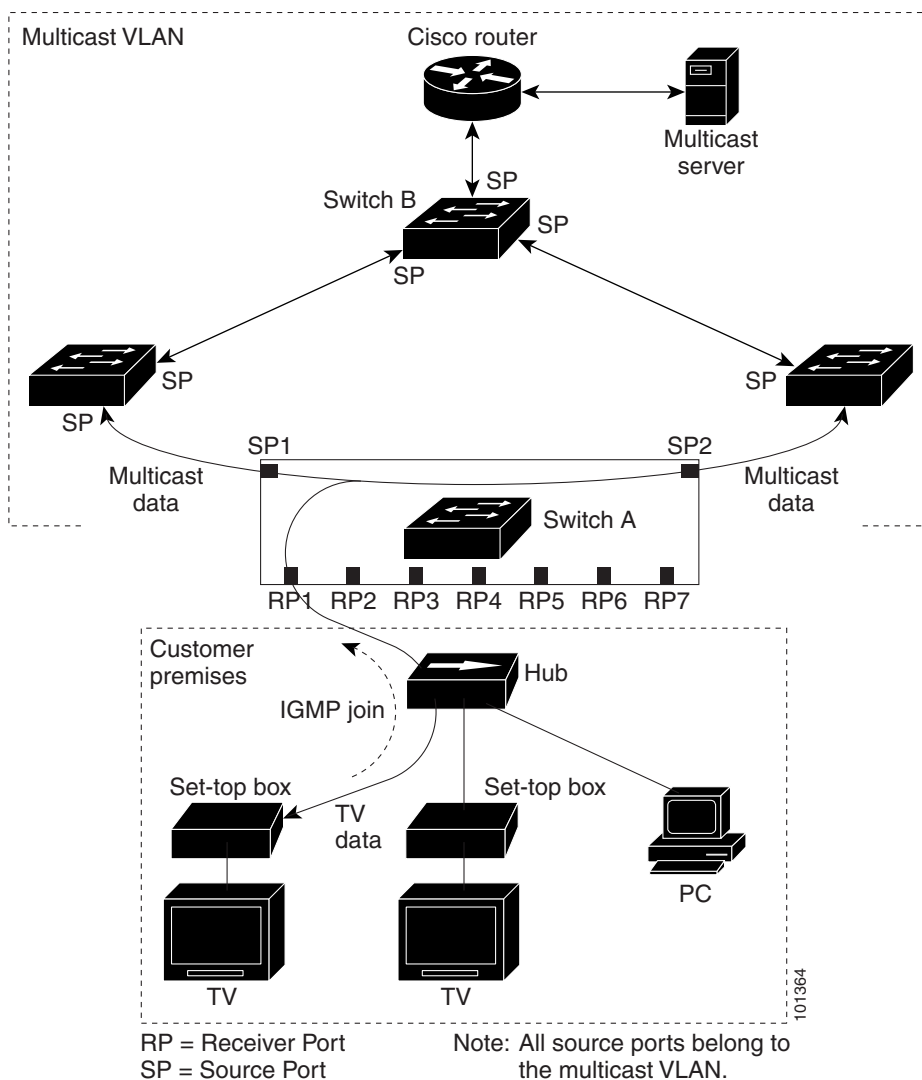 Multicast VLAN
Cisco router
Multicast
server
SP
Switch B
SP
SP
SP
SP
SP
SP1
SP2
Multicast
data
Multicast
data
Switch A
RP1 RP2 RP3 RP4 RP5 RP6 RP7
Customer
premises
Hub
IGMP join
Set-top box
Set-top box
TV
data
PC
TV
TV
101364
RP = Receiver Port
SP = Source Port
Note: All source ports belong to
the multicast VLAN.